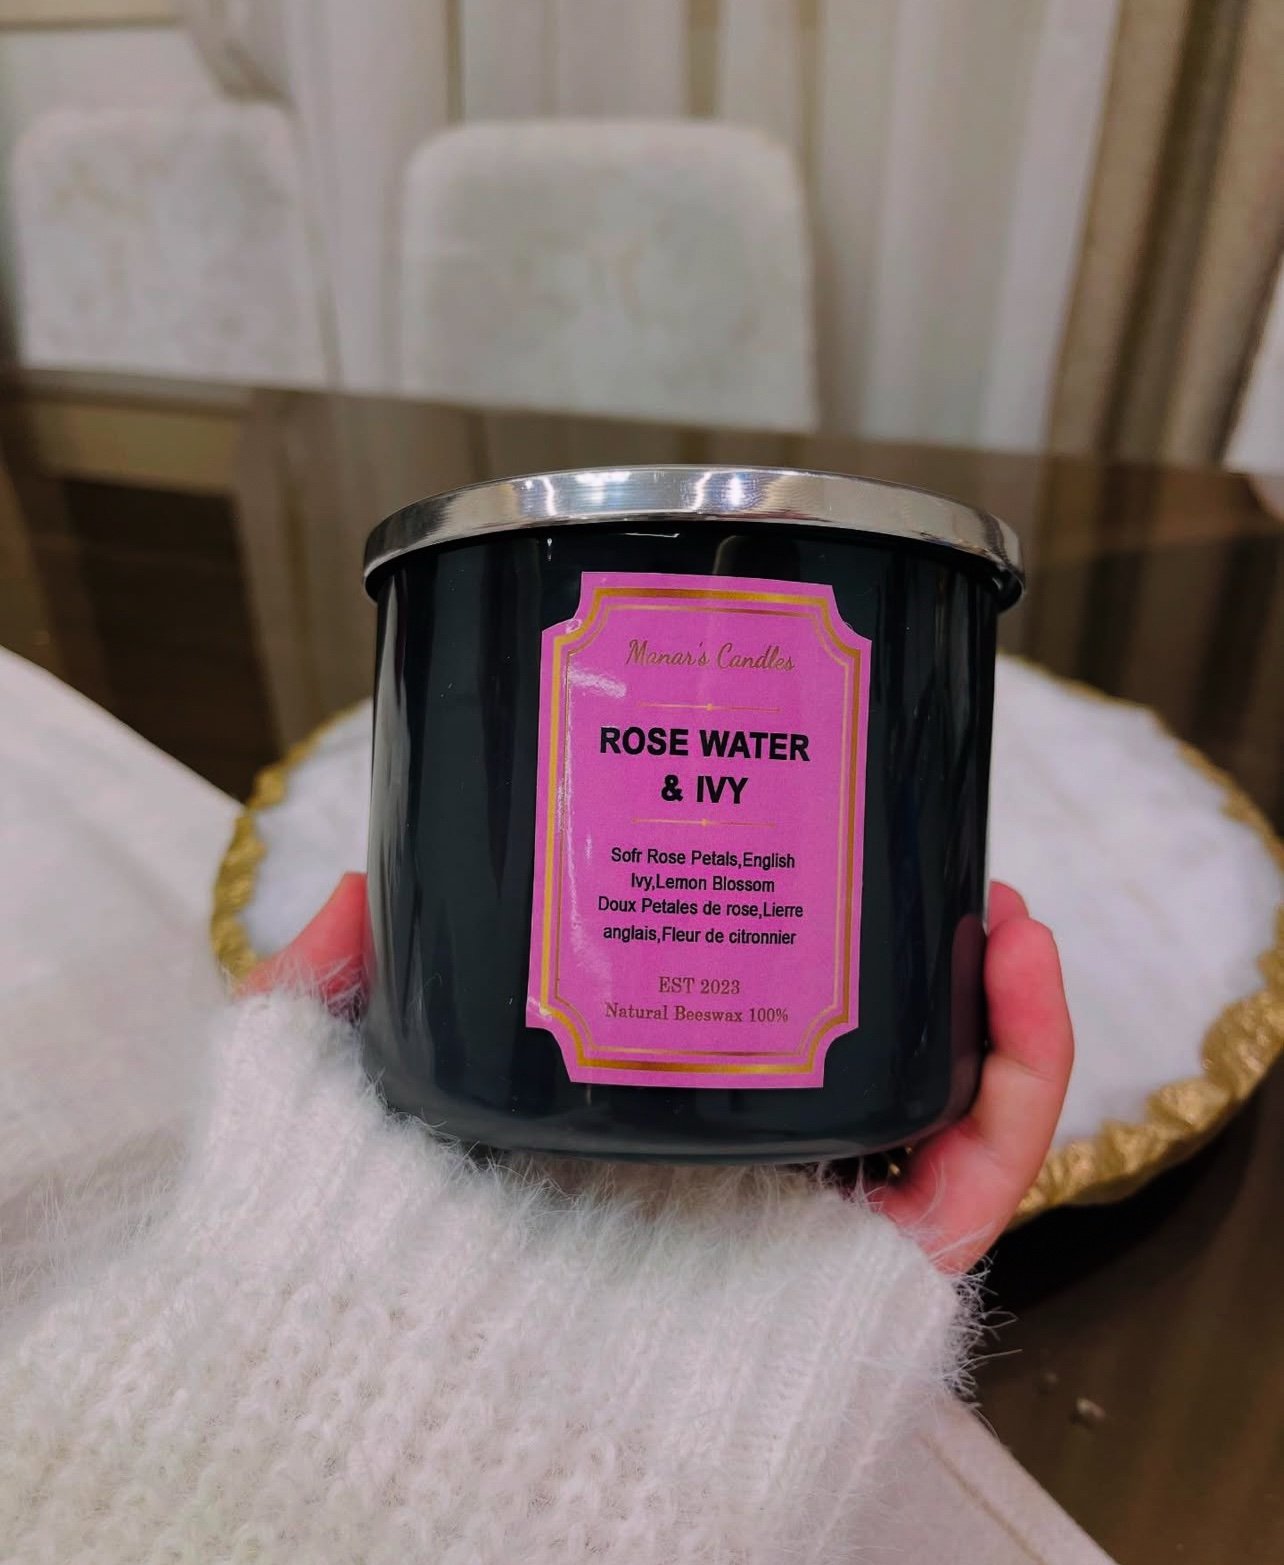 Manar's Candles
ROSE WATER
& IVY
Sofr Rose Petals,English
Ivy,Lemon Blossom
Doux Petales de rose,Lierre
anglais,Fleur de citronnier
EST 2023
Natural Beeswax 100%